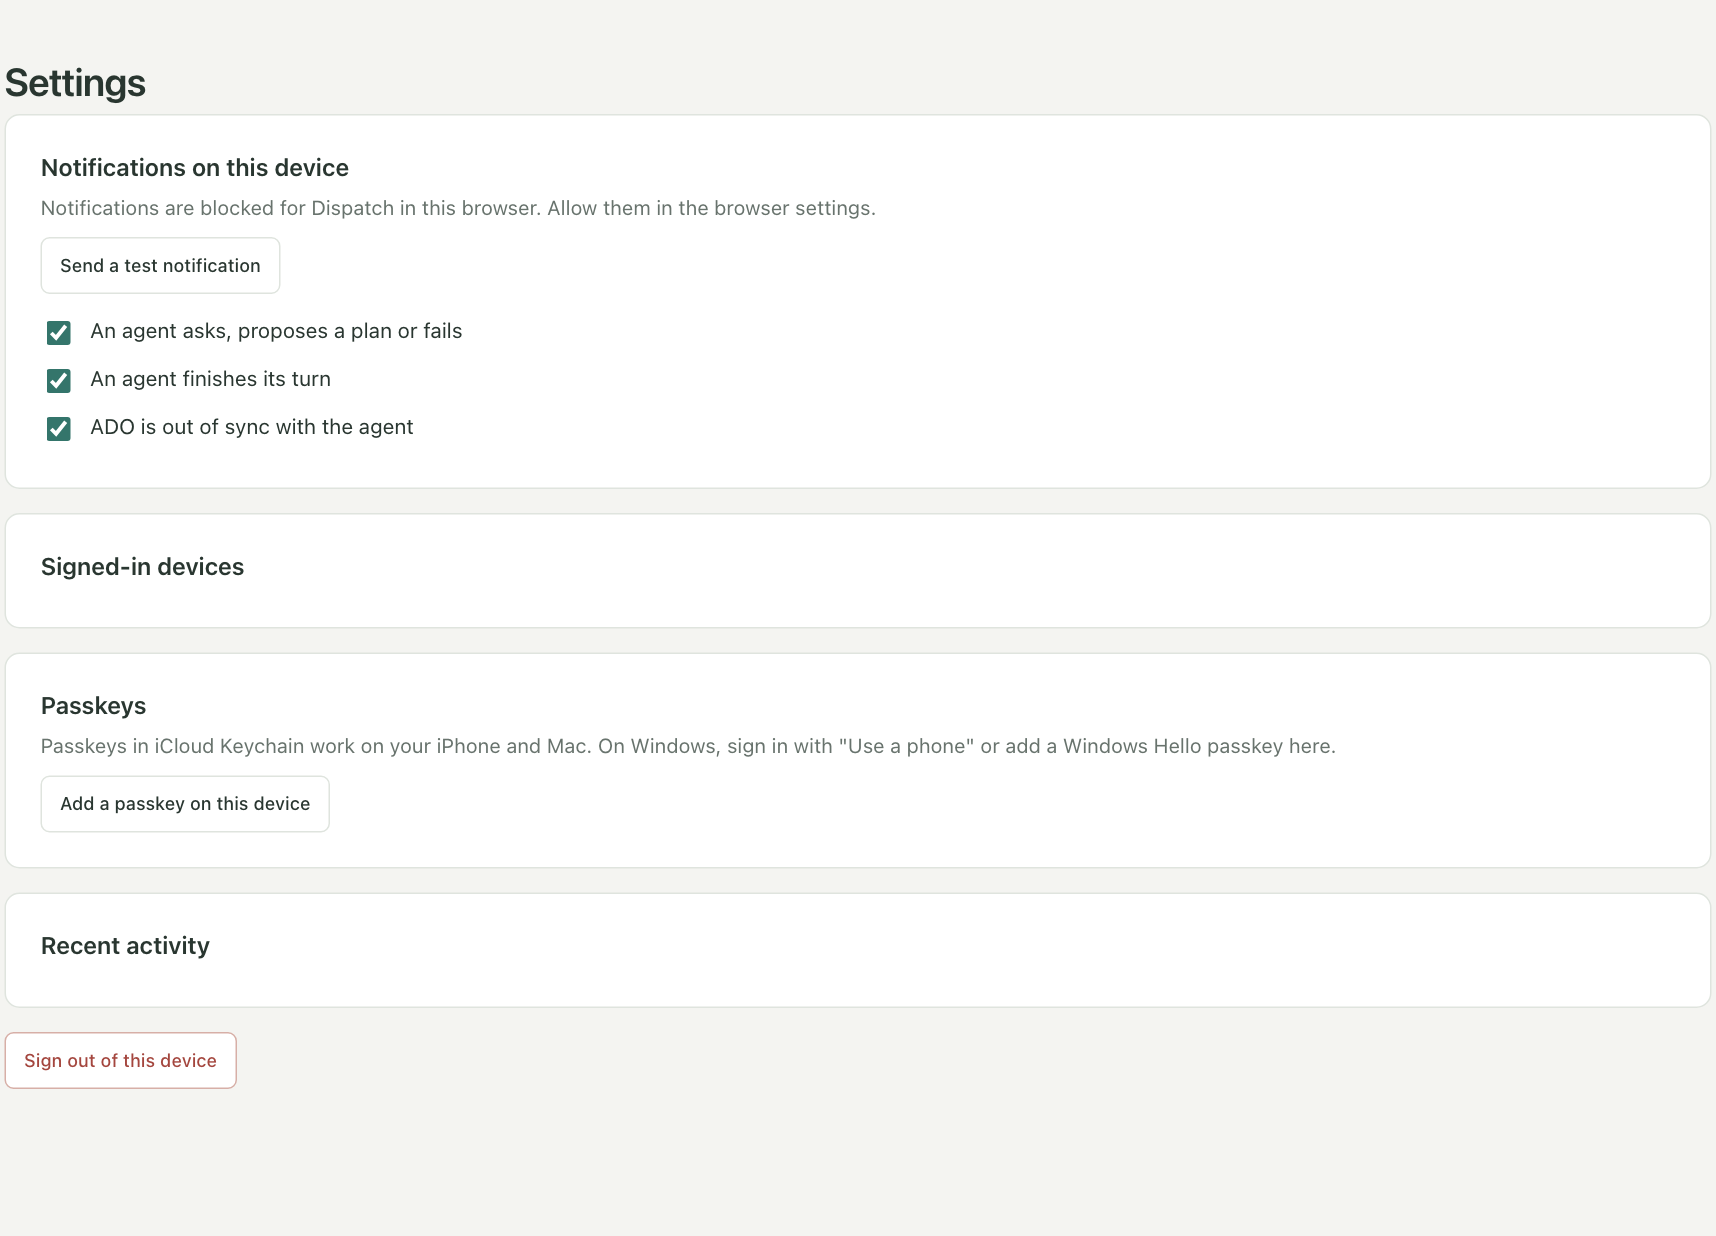 Settings
Notifications on this device
Notifications are blocked for Dispatch in this browser. Allow them in the browser settings.
Send a test notification
An agent asks, proposes a plan or fails
An agent finishes its turn
ADO is out of sync with the agent
Signed-in devices
Passkeys
Passkeys in iCloud Keychain work on your iPhone and Mac. On Windows, sign in with "Use a phone" or add a Windows Hello passkey here.
Add a passkey on this device
Recent activity
Sign out of this device